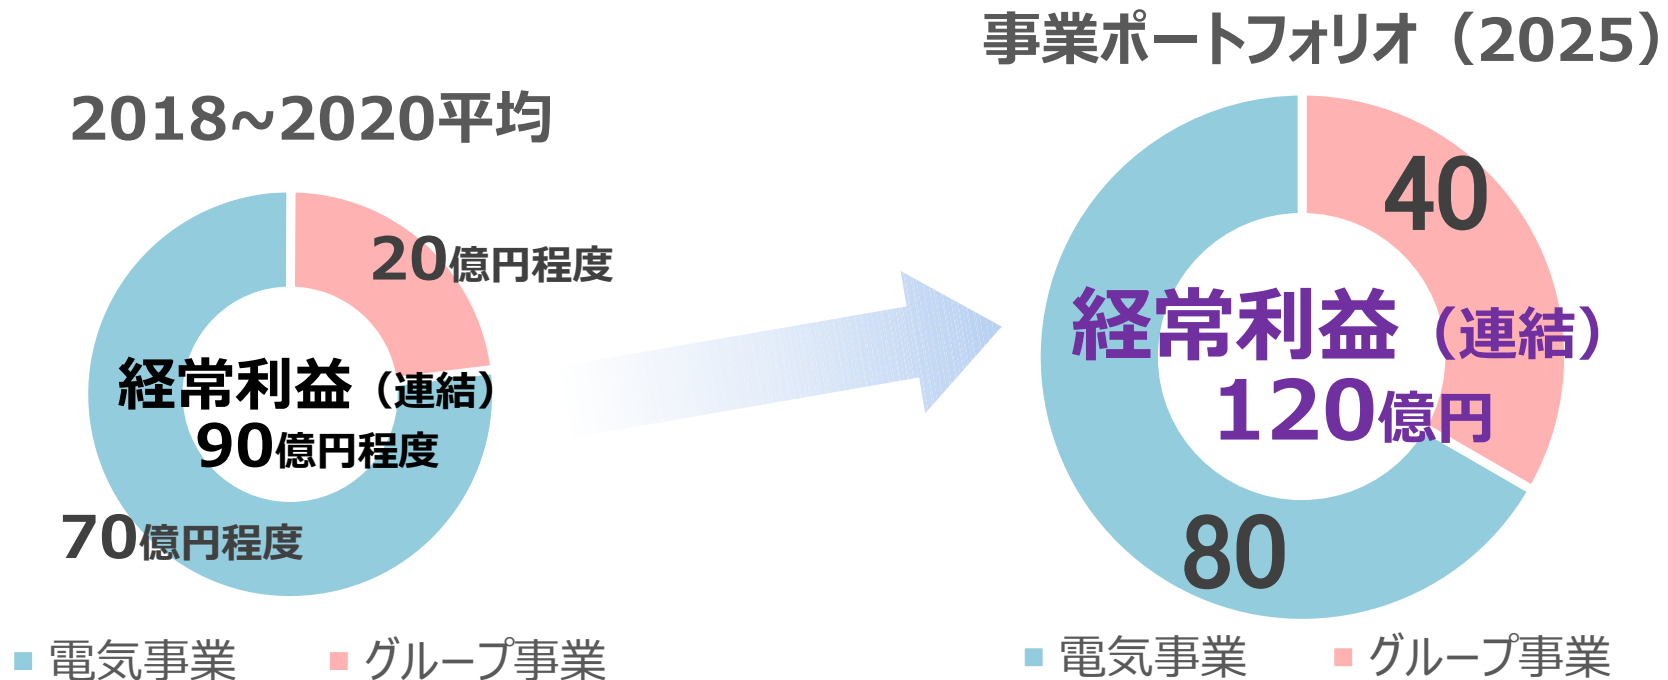 2018~2020平均
20億円程度
経常利益（連結）
90億円程度
70億円程度
電気事業
グループ事業
事業ポートフォリオ（2025）
40
経常利益（連結）
120億円
80
電気事業
グループ事業